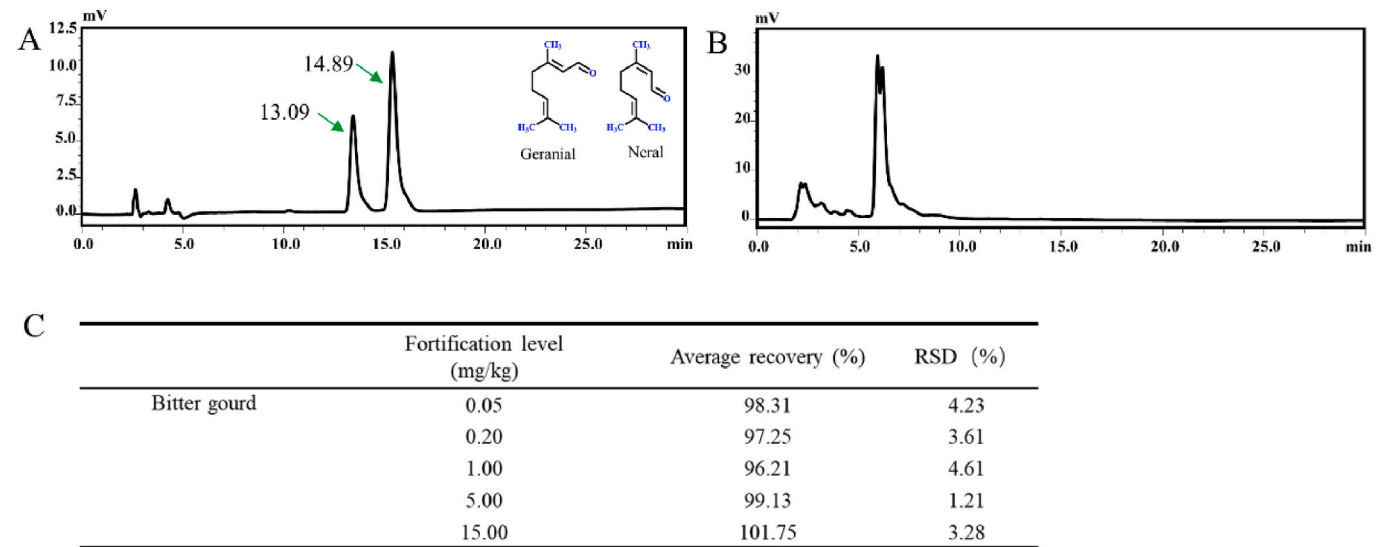 A
mV
12.5
10.0
7.5
5.0
2.5
0.0
14.89
13.09
CH₃
O
H₃C
CH₃
Geranial
CH₃
O
H₃C
CH₃
Neral
0.0
5.0
10.0
15.0
20.0
25.0
min
B
mV
30
20
10
0
0.0
5.0
10.0
15.0
20.0
25.0
min
C
Fortification level
(mg/kg)
Average recovery (%)
RSD (%)
Bitter gourd 0.05 98.31 4.23
0.20 97.25 3.61
1.00 96.21 4.61
5.00 99.13 1.21
15.00 101.75 3.28